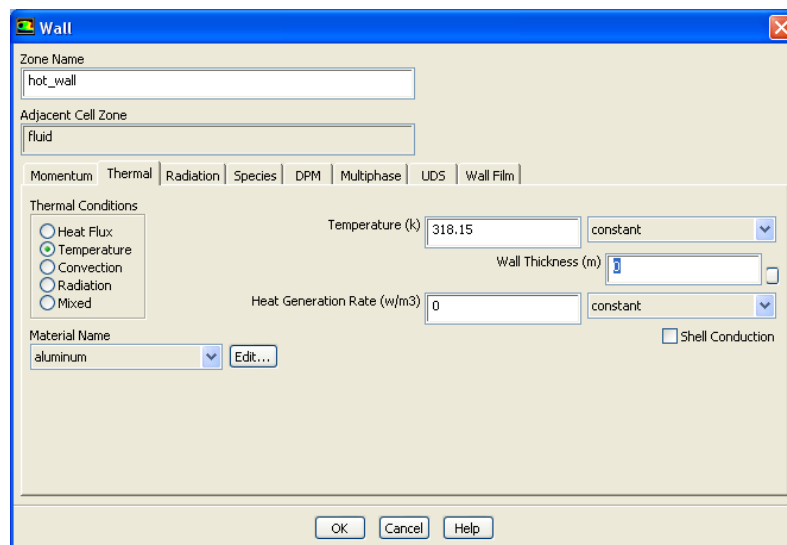 Wall
Zone Name
hot_wall
Adjacent Cell Zone
fluid
Momentum Thermal Radiation Species DPM Multiphase UDS Wall Film
Thermal Conditions
Heat Flux
Temperature
Convection
Radiation
Mixed
Temperature (k) 318.15 constant
Wall Thickness (m) 0
Heat Generation Rate (w/m3) 0 constant
Shell Conduction
Material Name
aluminum Edit...
OK Cancel Help